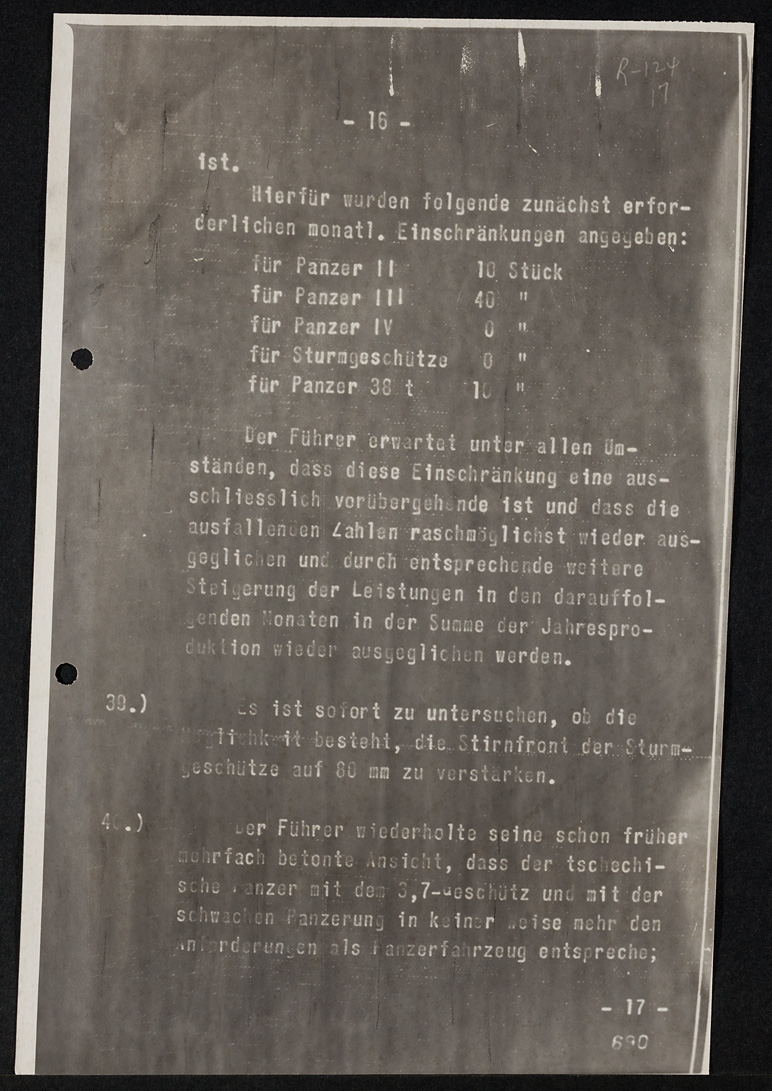 R-124
17
- 16 -
ist.
Hierfür wurden folgende zunächst erfor-
derlichen monatl. Einschränkungen angegeben:
für Panzer II 10 Stück
für Panzer III 40 "
für Panzer IV 0 "
für Sturmgeschütze 0 "
für Panzer 38 t 10 "
Der Führer erwartet unter allen Um-
ständen, dass diese Einschränkung eine aus-
schliesslich vorübergehende ist und dass die
ausfallenden Zahlen raschmöglichst wieder aus-
geglichen und durch entsprechende weitere
Steigerung der Leistungen in den darauffol-
genden Monaten in der Summe der Jahrespro-
duktion wieder ausgeglichen werden.
39.) Es ist sofort zu untersuchen, ob die
Möglichkeit besteht, die Stirnfront der Sturm-
geschütze auf 80 mm zu verstärken.
40.) Der Führer wiederholte seine schon früher
mehrfach betonte Ansicht, dass der tschechi-
sche Panzer mit dem 3,7-Geschütz und mit der
schwachen Panzerung in keiner Weise mehr den
Anforderungen als Panzerfahrzeug entspreche;
- 17 -
690